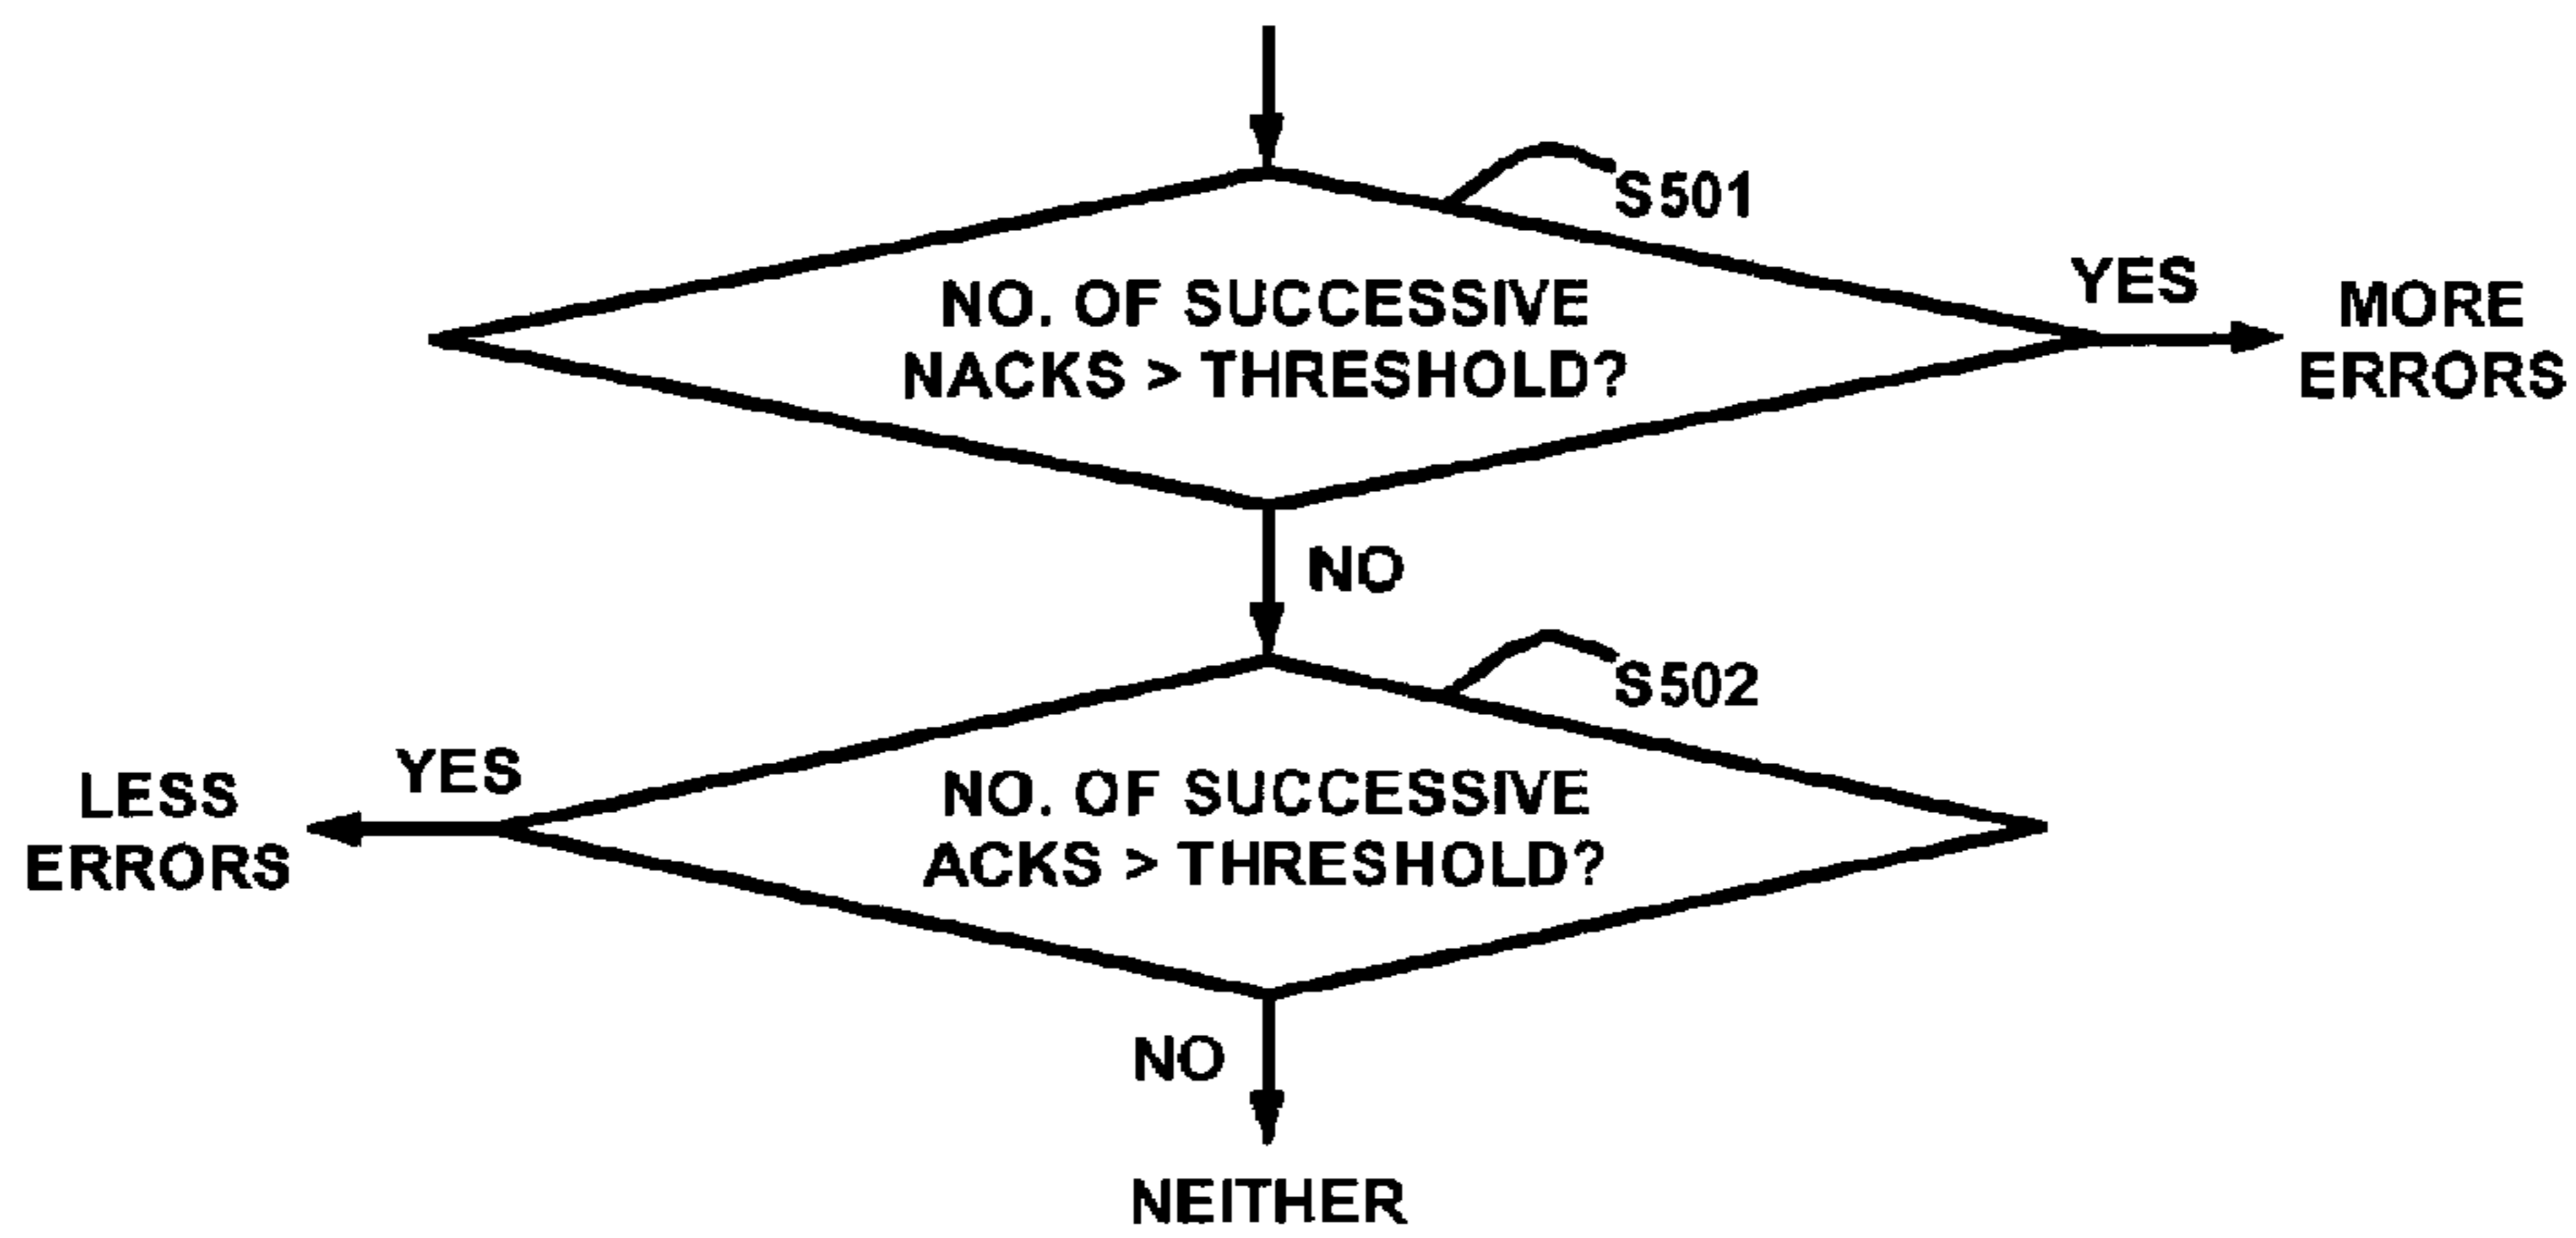 S501
NO. OF SUCCESSIVE
NACKS > THRESHOLD?
YES
MORE
ERRORS
NO
S502
NO. OF SUCCESSIVE
ACKS > THRESHOLD?
YES
LESS
ERRORS
NO
NEITHER